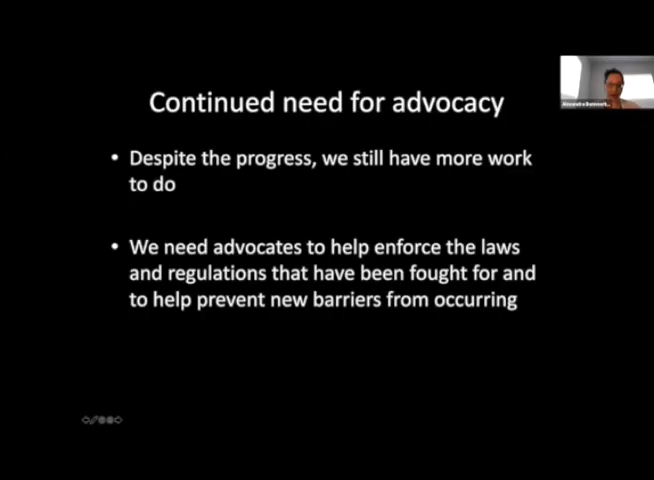 Continued need for advocacy
• Despite the progress, we still have more work
to do
• We need advocates to help enforce the laws
and regulations that have been fought for and
to help prevent new barriers from occurring